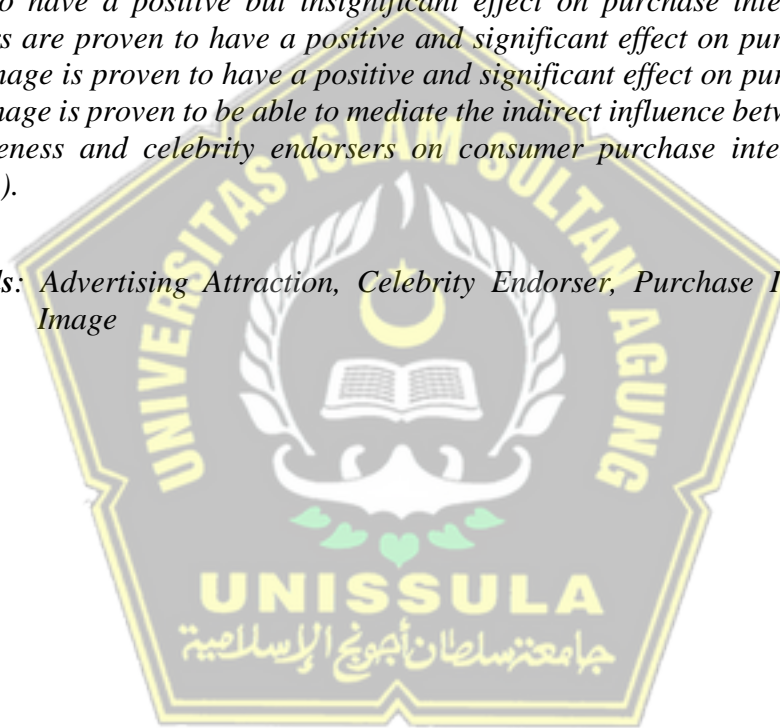 o have a positive but insignificant effect on purchase inte
s are proven to have a positive and significant effect on pur
nage is proven to have a positive and significant effect on pur
nage is proven to be able to mediate the indirect influence betw
eness and celebrity endorsers on consumer purchase inte
).
ls: Advertising Attraction, Celebrity Endorser, Purchase I
Image
UNIVERSITAS ISLAM SULTAN AGUNG
UNISSULA
جامعة سلطان أجونج الإسلامية